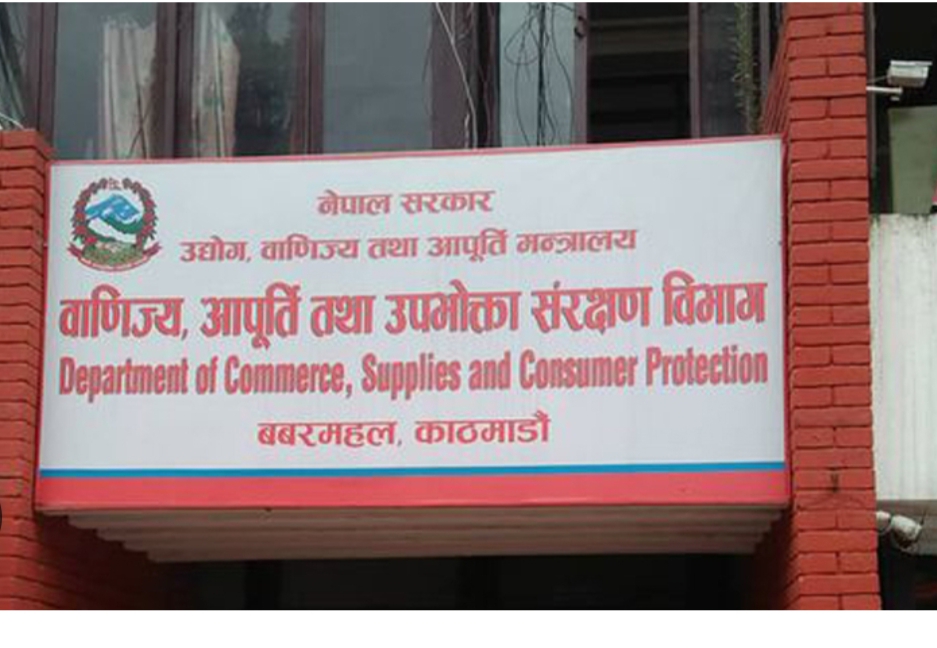 नेपाल सरकार
उद्योग, वाणिज्य तथा आपूर्ति मन्त्रालय
वाणिज्य, आपूर्ति तथा उपभोक्ता संरक्षण विभाग
Department of Commerce, Supplies and Consumer Protection
बबरमहल, काठमाडौं